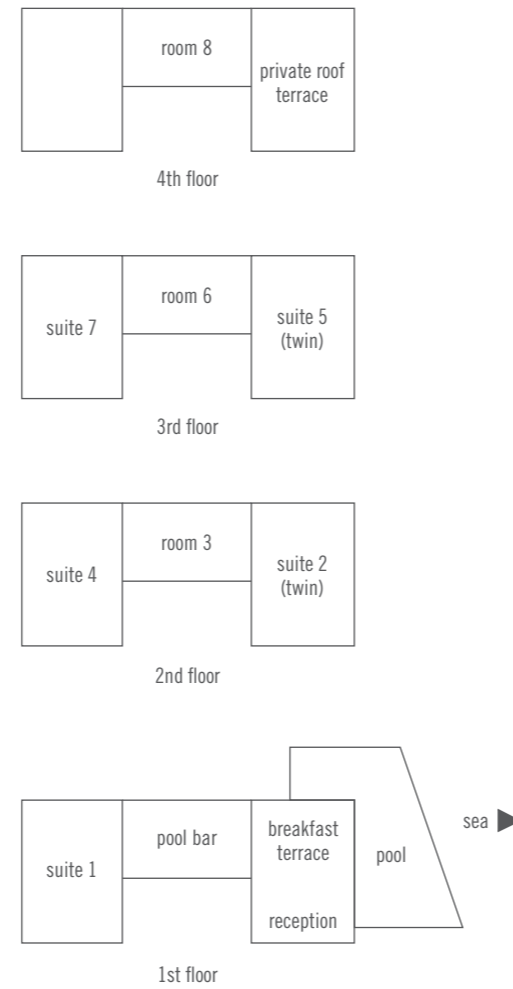 room 8
private roof
terrace
4th floor
suite 7
room 6
suite 5
(twin)
3rd floor
suite 4
room 3
suite 2
(twin)
2nd floor
suite 1
pool bar
breakfast
terrace
reception
pool
sea
1st floor